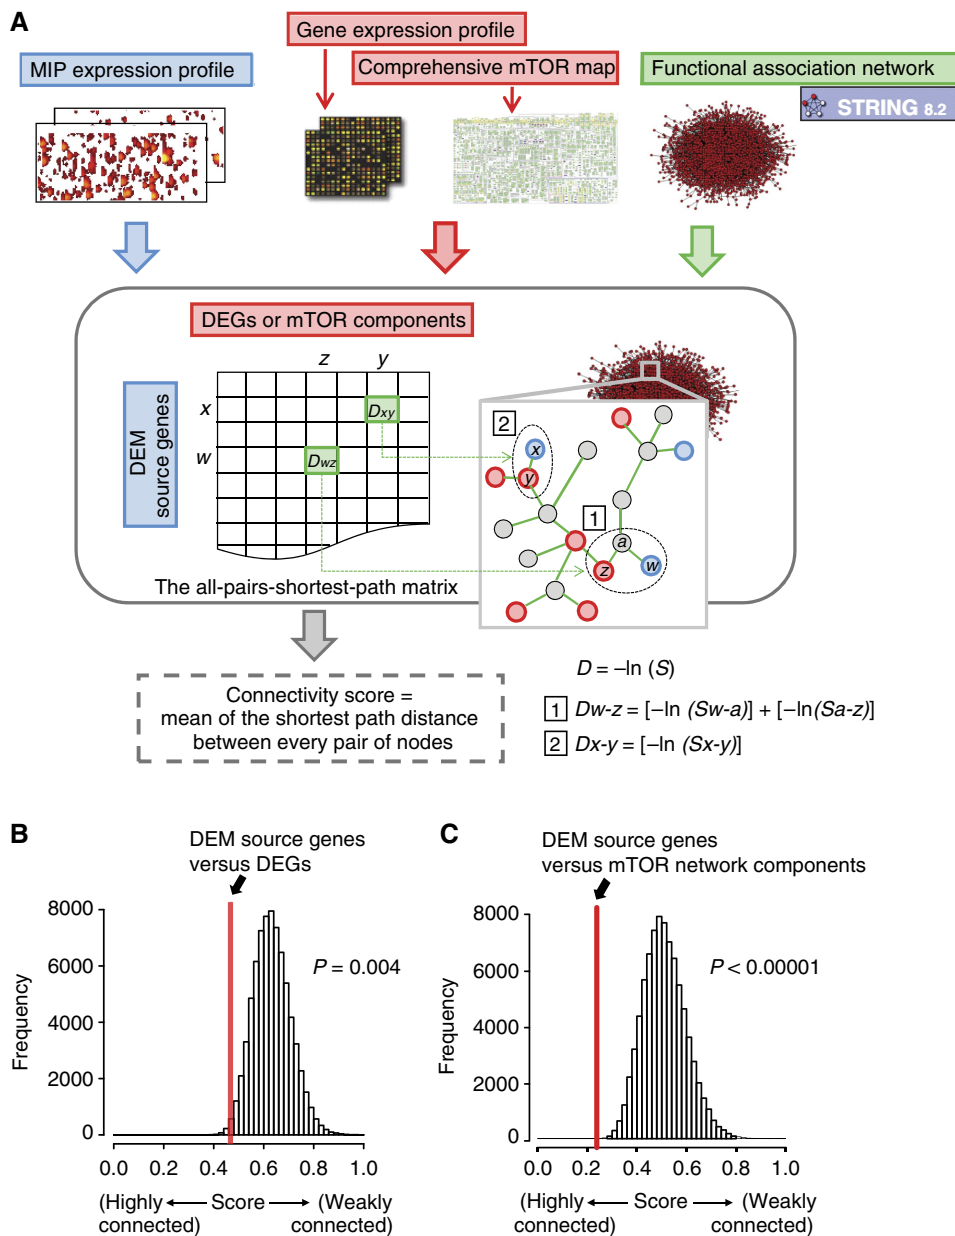 A
Gene expression profile
MIP expression profile
Comprehensive mTOR map
Functional association network
STRING 8.2
DEGs or mTOR components
z y
x
w
DEM
source genes
Dxy
Dwz
2
x
y
1
a
z
w
The all-pairs-shortest-path matrix
Connectivity score =
mean of the shortest path distance
between every pair of nodes
D = –ln (S)
1 Dw-z = [–ln (Sw-a)] + [–ln(Sa-z)]
2 Dx-y = [–ln (Sx-y)]
B
DEM source genes
versus DEGs
8000
6000
4000
2000
0
Frequency
P = 0.004
0.0 0.2 0.4 0.6 0.8 1.0
(Highly connected)
Score
(Weakly connected)
C
DEM source genes
versus mTOR network components
8000
6000
4000
2000
0
Frequency
P < 0.00001
0.0 0.2 0.4 0.6 0.8 1.0
(Highly connected)
Score
(Weakly connected)